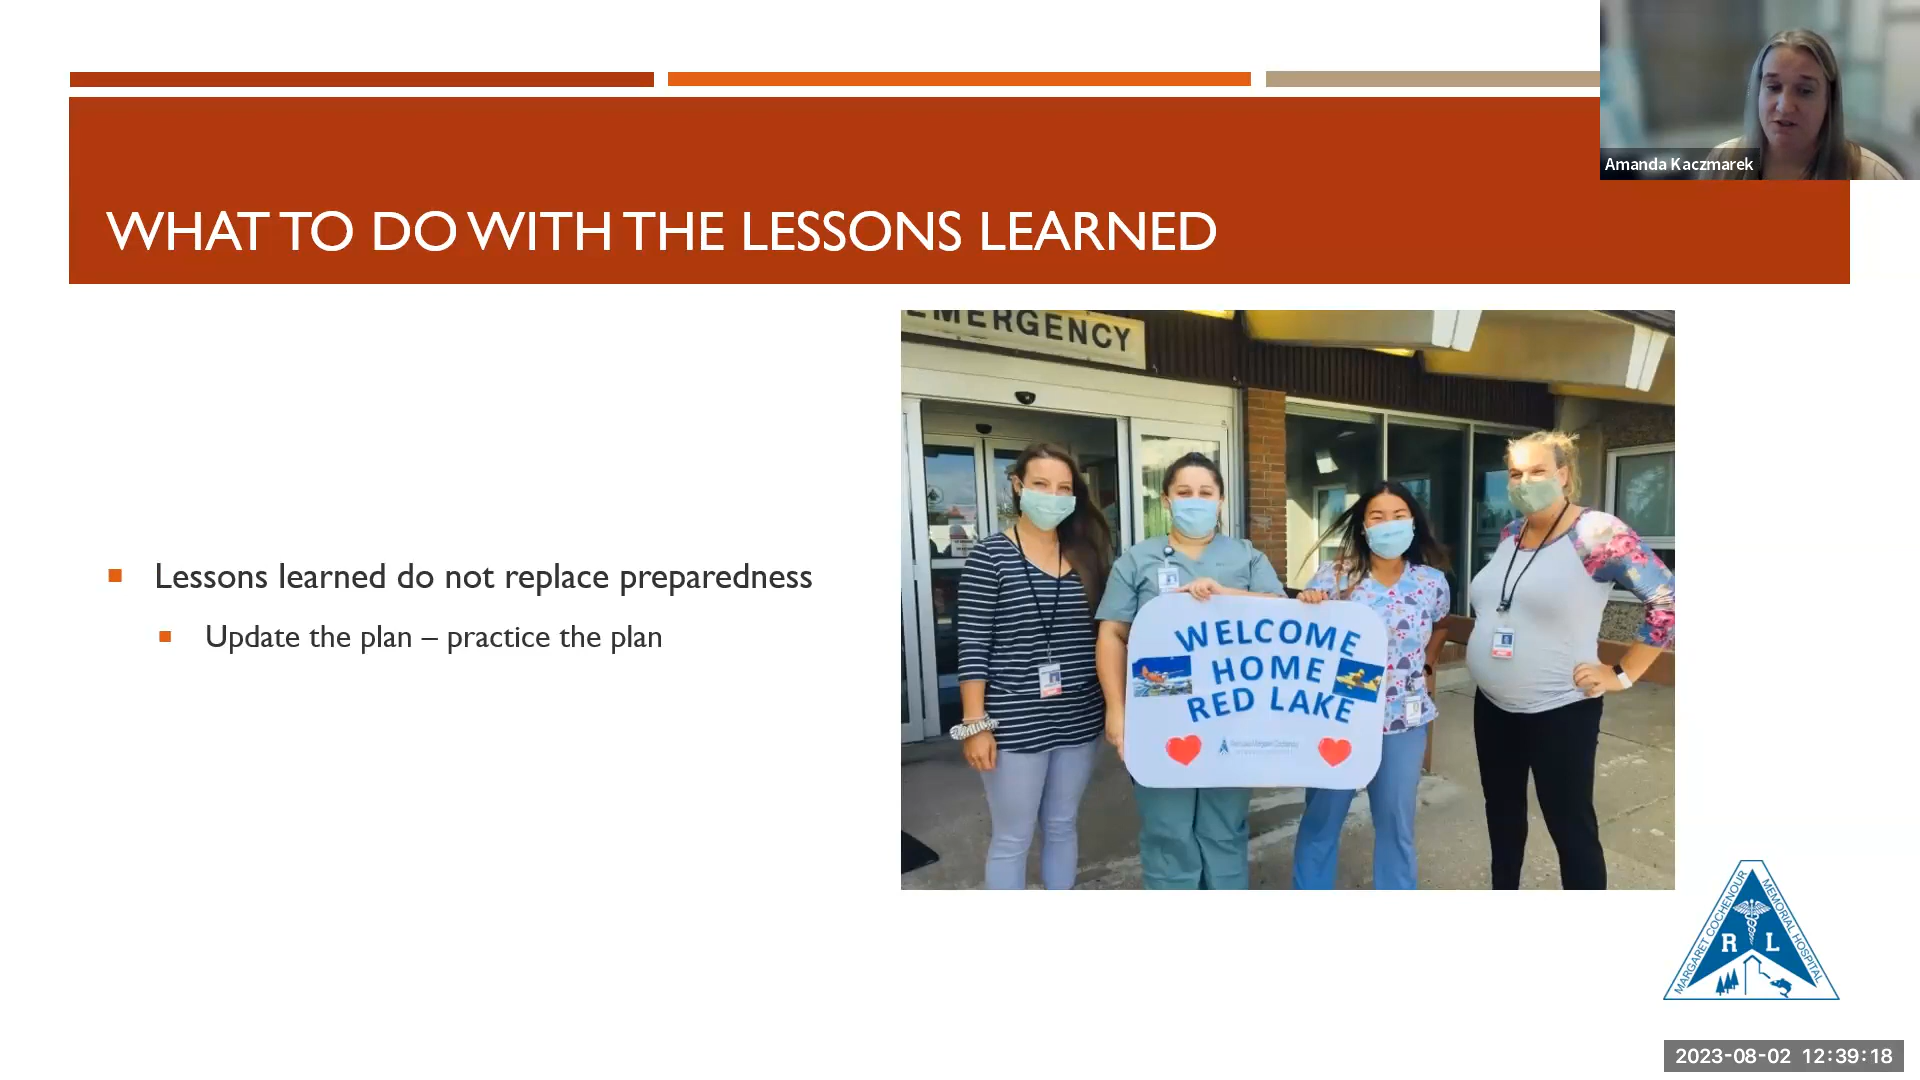 Amanda Kaczmarek
WHAT TO DO WITH THE LESSONS LEARNED
Lessons learned do not replace preparedness
Update the plan – practice the plan
EMERGENCY
WELCOME
HOME
RED LAKE
MARGARET COCHENOUR
MEMORIAL HOSPITAL
R L
2023-08-02 12:39:18